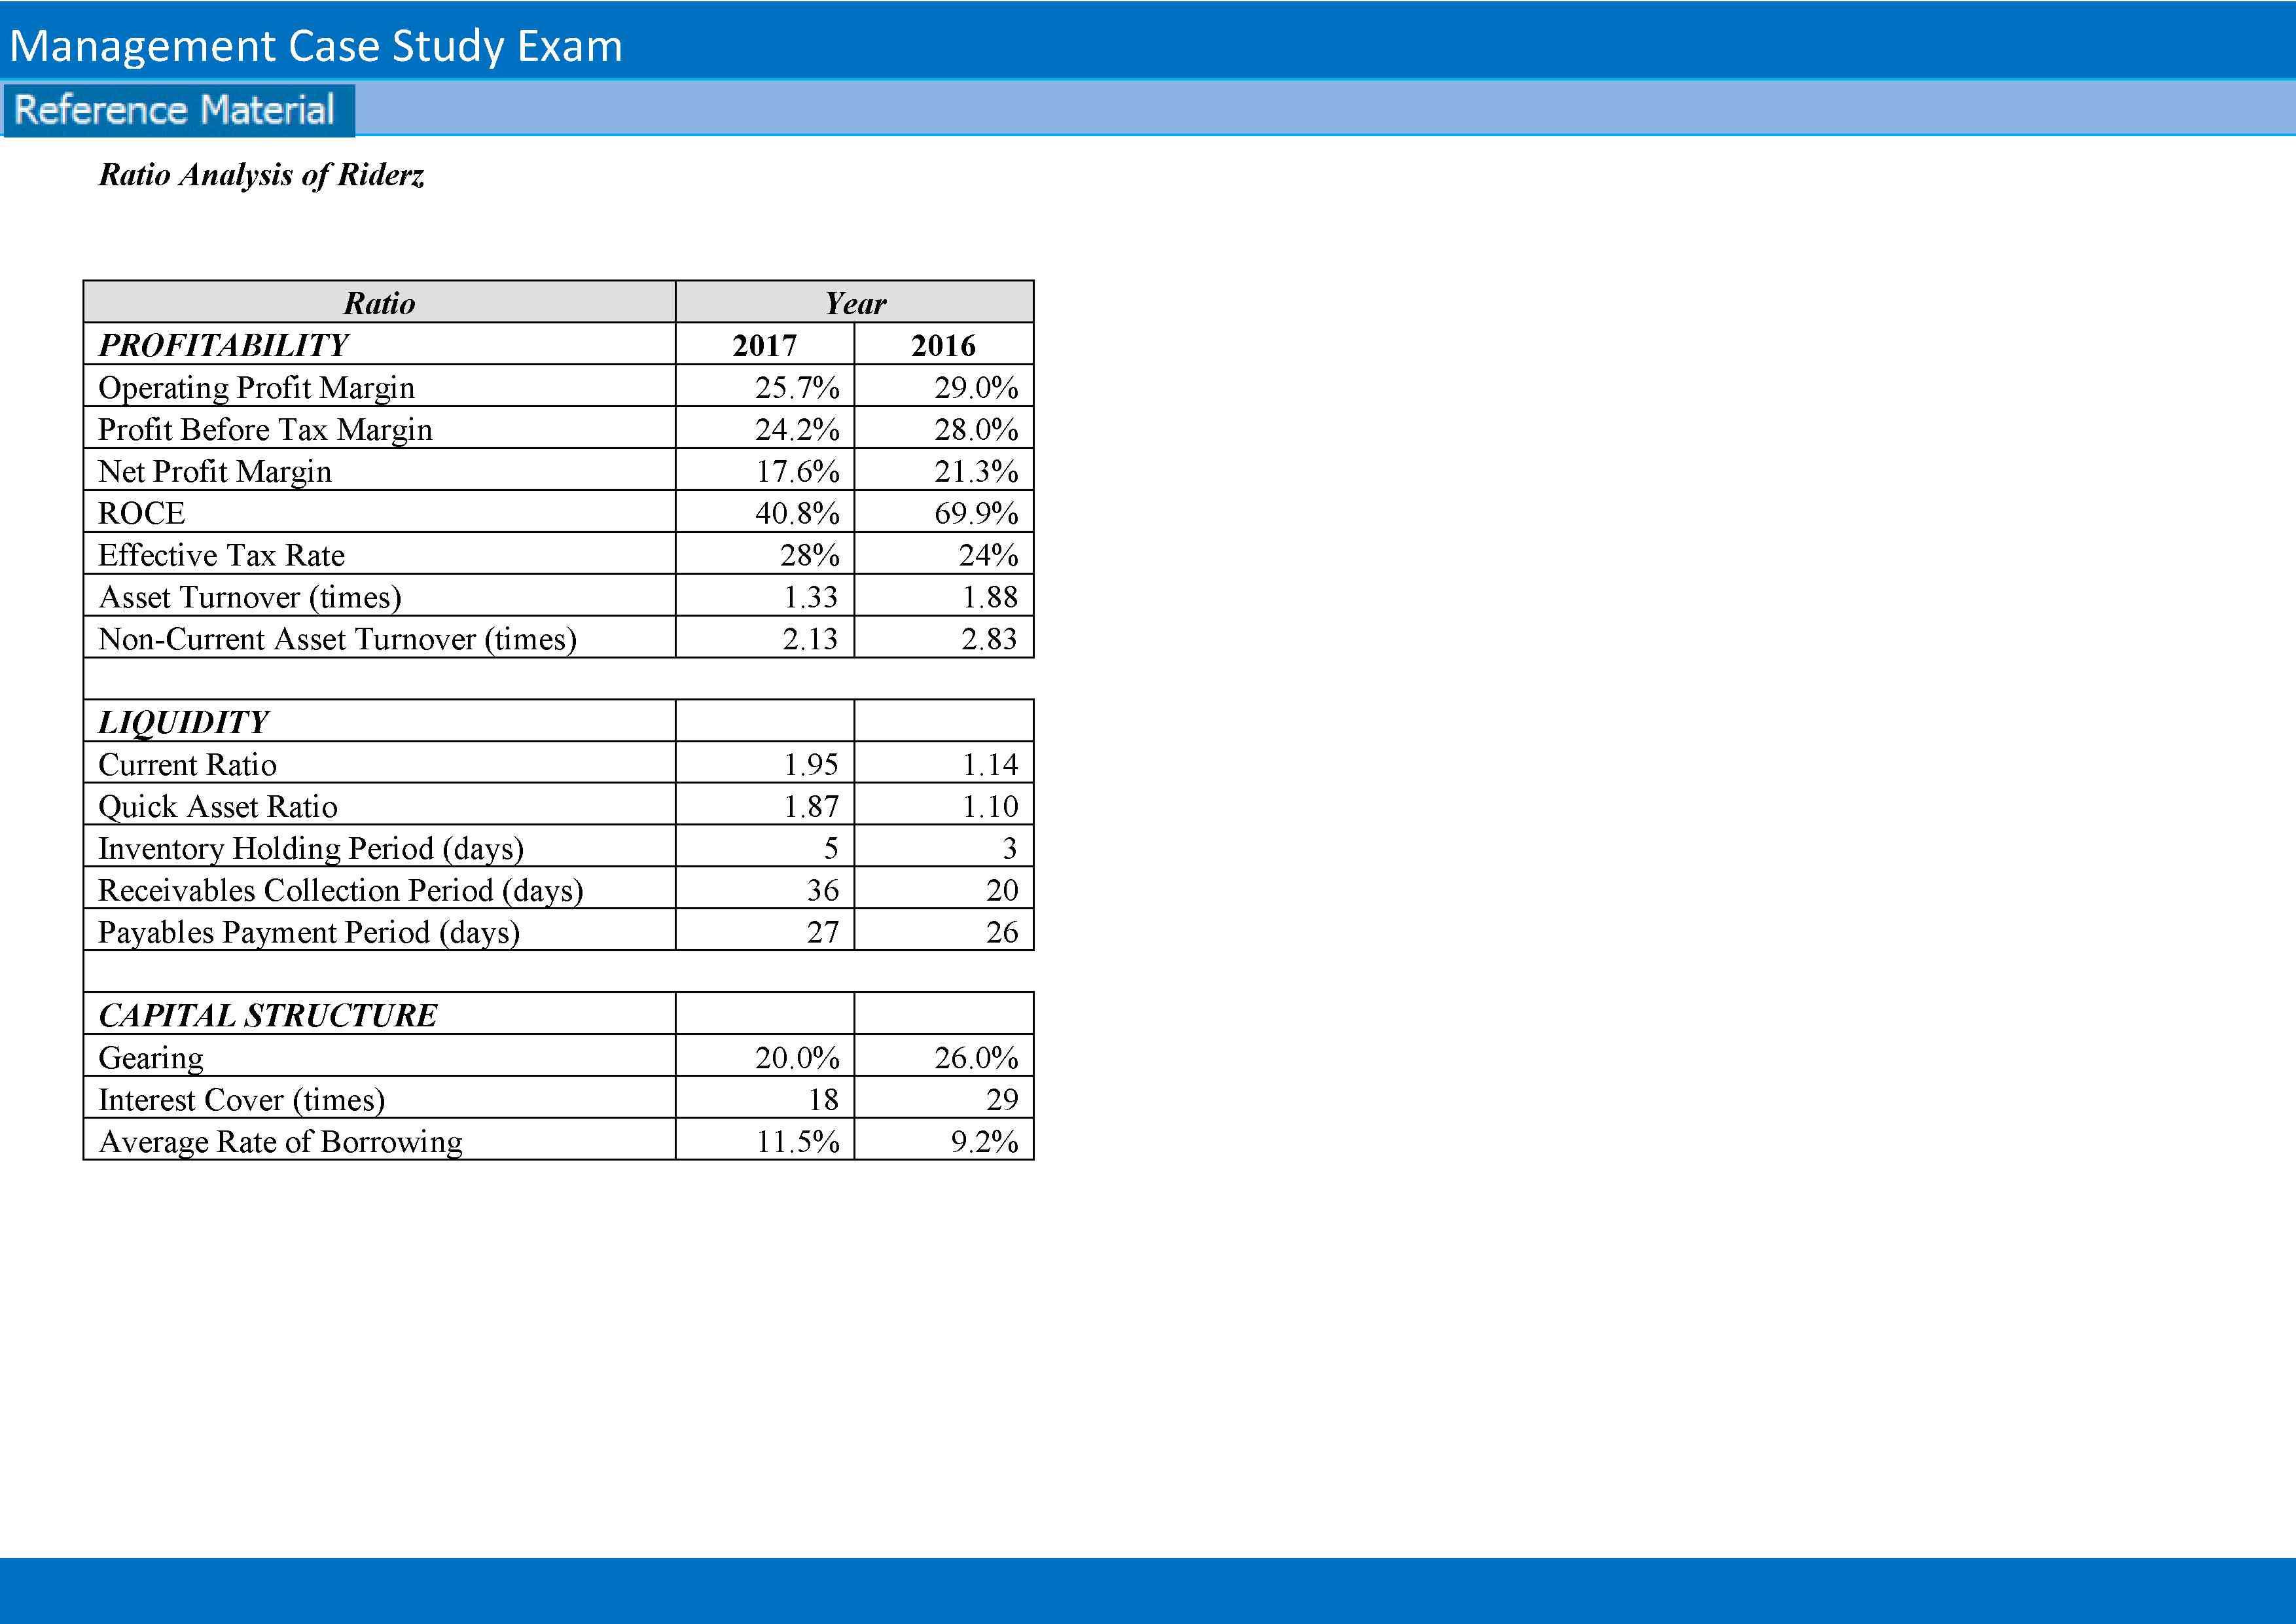 Management Case Study Exam
Reference Material
Ratio Analysis of Riderz
Ratio Year
PROFITABILITY 2017 2016
Operating Profit Margin 25.7% 29.0%
Profit Before Tax Margin 24.2% 28.0%
Net Profit Margin 17.6% 21.3%
ROCE 40.8% 69.9%
Effective Tax Rate 28% 24%
Asset Turnover (times) 1.33 1.88
Non-Current Asset Turnover (times) 2.13 2.83
LIQUIDITY
Current Ratio 1.95 1.14
Quick Asset Ratio 1.87 1.10
Inventory Holding Period (days) 5 3
Receivables Collection Period (days) 36 20
Payables Payment Period (days) 27 26
CAPITAL STRUCTURE
Gearing 20.0% 26.0%
Interest Cover (times) 18 29
Average Rate of Borrowing 11.5% 9.2%